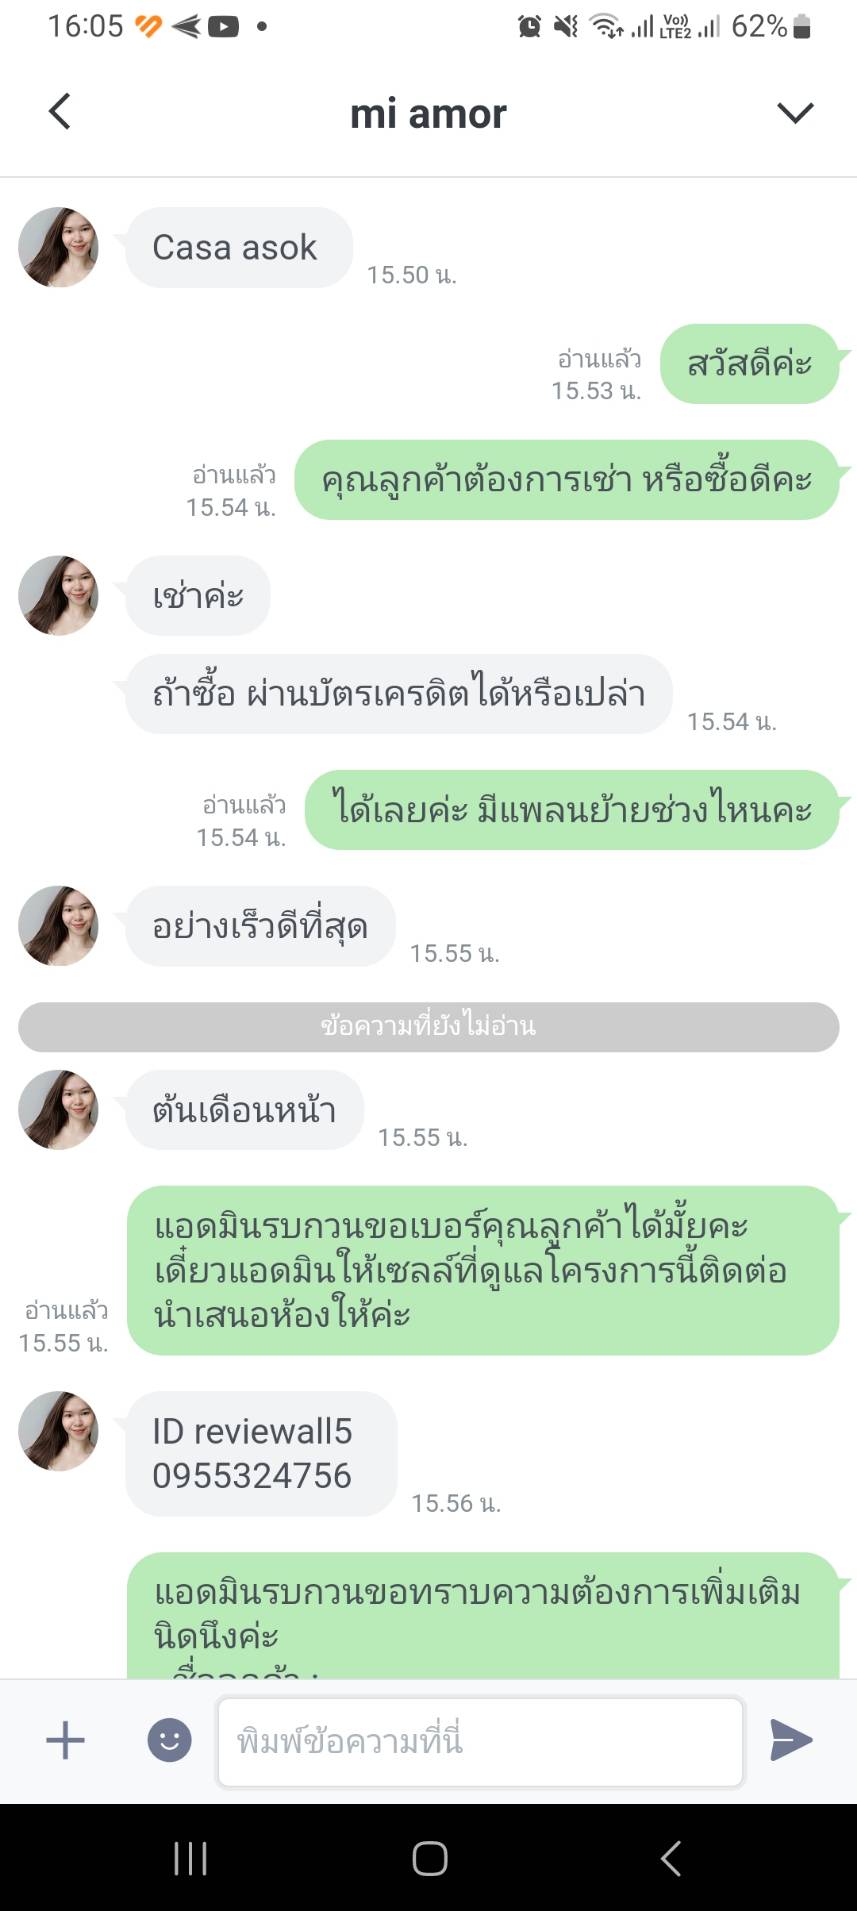 16:05
Vo))
LTE2
62%
mi amor
Casa asok
15.50 น.
สวัสดีค่ะ
อ่านแล้ว
15.53 น.
คุณลูกค้าต้องการเช่า หรือซื้อดีคะ
อ่านแล้ว
15.54 น.
เช่าค่ะ
ถ้าซื้อ ผ่านบัตรเครดิตได้หรือเปล่า
15.54 น.
ได้เลยค่ะ มีแพลนย้ายช่วงไหนคะ
อ่านแล้ว
15.54 น.
อย่างเร็วดีที่สุด
15.55 น.
ข้อความที่ยังไม่อ่าน
ต้นเดือนหน้า
15.55 น.
แอดมินรบกวนขอเบอร์คุณลูกค้าได้มั้ยคะ
เดี๋ยวแอดมินให้เซลล์ที่ดูแลโครงการนี้ติดต่อ
นำเสนอห้องให้ค่ะ
อ่านแล้ว
15.55 น.
ID reviewall5
0955324756
15.56 น.
แอดมินรบกวนขอทราบความต้องการเพิ่มเติม
นิดนึงค่ะ
พิมพ์ข้อความที่นี่